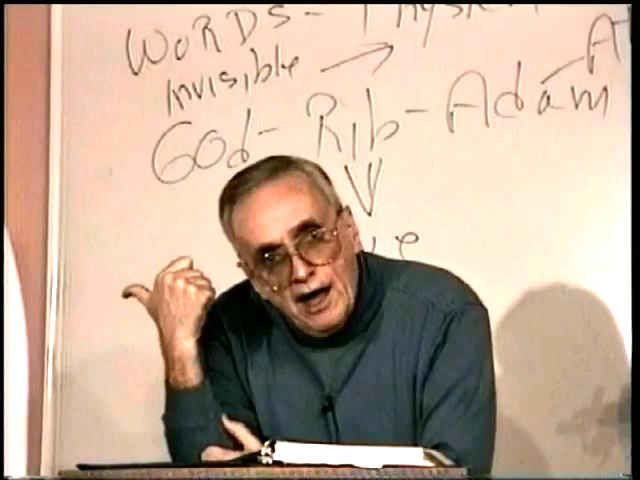 WORDS -
Invisible →
God - Rib - Adam